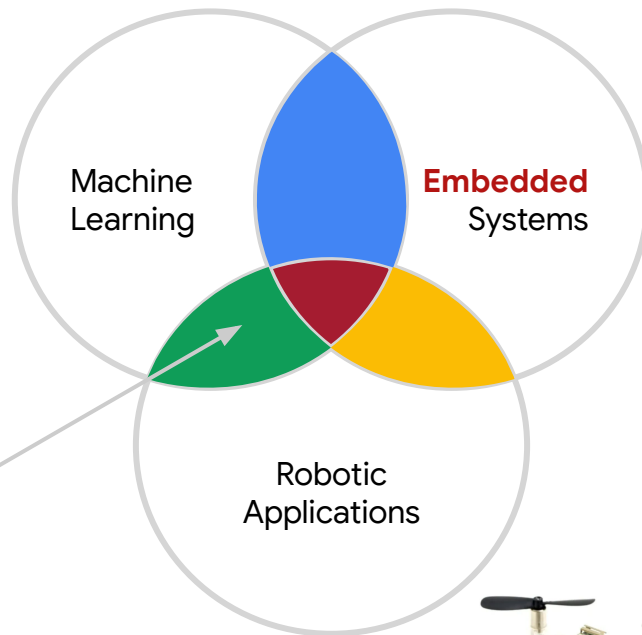 Machine
Learning
Embedded
Systems
Robotic
Applications